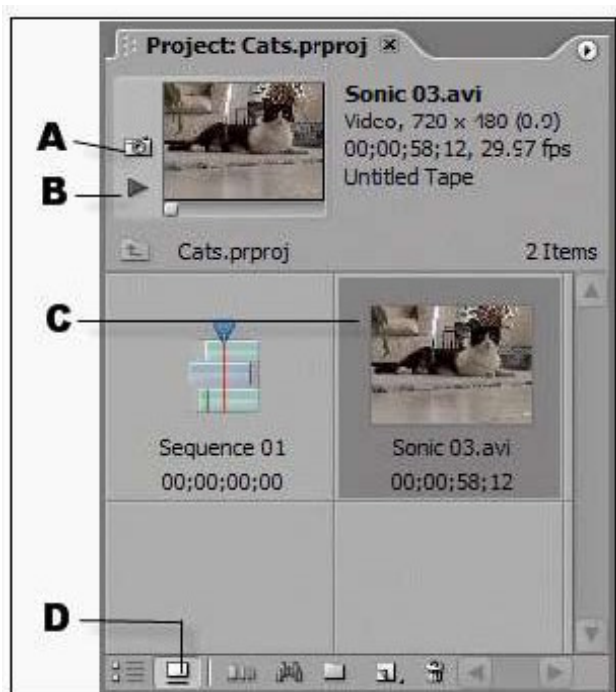 Project: Cats.prproj
Sonic 03.avi
Video, 720 x 480 (0.9)
00;00;58;12, 29.97 fps
Untitled Tape
A
B
Cats.prproj
2 Items
C
Sequence 01
00;00;00;00
Sonic 03.avi
00;00;58;12
D